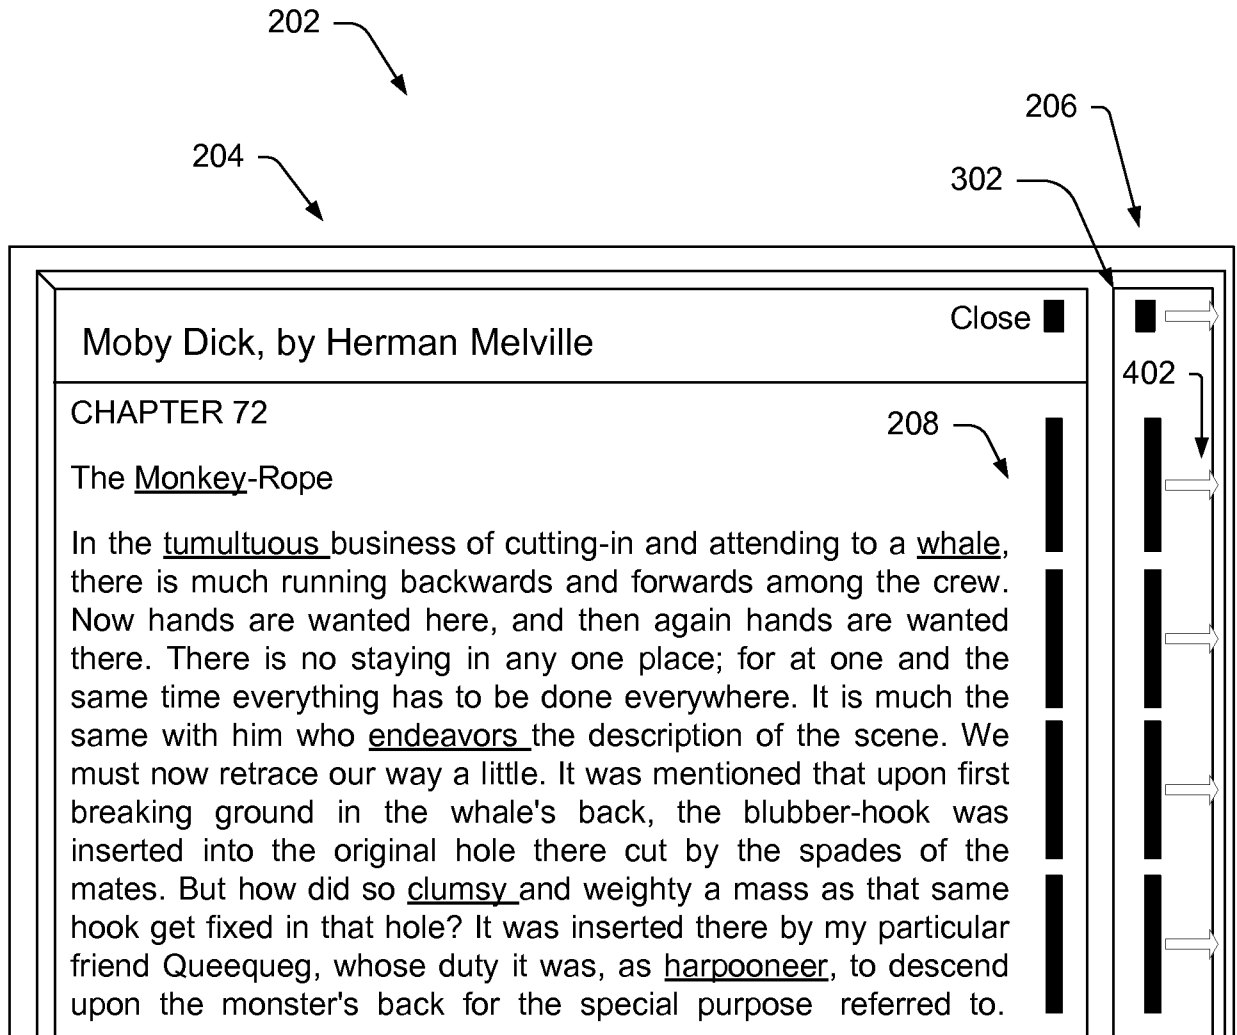 202
206
204
302
Close
Moby Dick, by Herman Melville
402
CHAPTER 72
208
The Monkey-Rope
In the tumultuous business of cutting-in and attending to a whale,
there is much running backwards and forwards among the crew.
Now hands are wanted here, and then again hands are wanted
there. There is no staying in any one place; for at one and the
same time everything has to be done everywhere. It is much the
same with him who endeavors the description of the scene. We
must now retrace our way a little. It was mentioned that upon first
breaking ground in the whale's back, the blubber-hook was
inserted into the original hole there cut by the spades of the
mates. But how did so clumsy and weighty a mass as that same
hook get fixed in that hole? It was inserted there by my particular
friend Queequeg, whose duty it was, as harpooneer, to descend
upon the monster's back for the special purpose referred to.